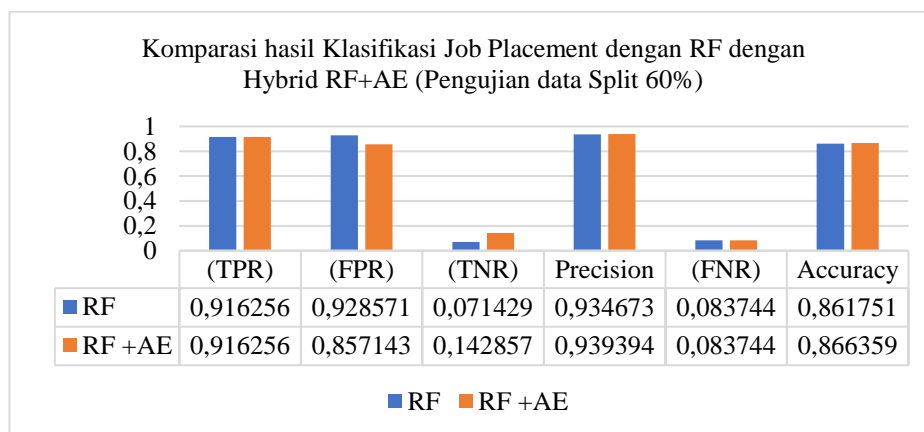 Komparasi hasil Klasifikasi Job Placement dengan RF dengan
Hybrid RF+AE (Pengujian data Split 60%)
1
0,8
0,6
0,4
0,2
0
(TPR) (FPR) (TNR) Precision (FNR) Accuracy
RF 0,916256 0,928571 0,071429 0,934673 0,083744 0,861751
RF +AE 0,916256 0,857143 0,142857 0,939394 0,083744 0,866359
RF RF +AE